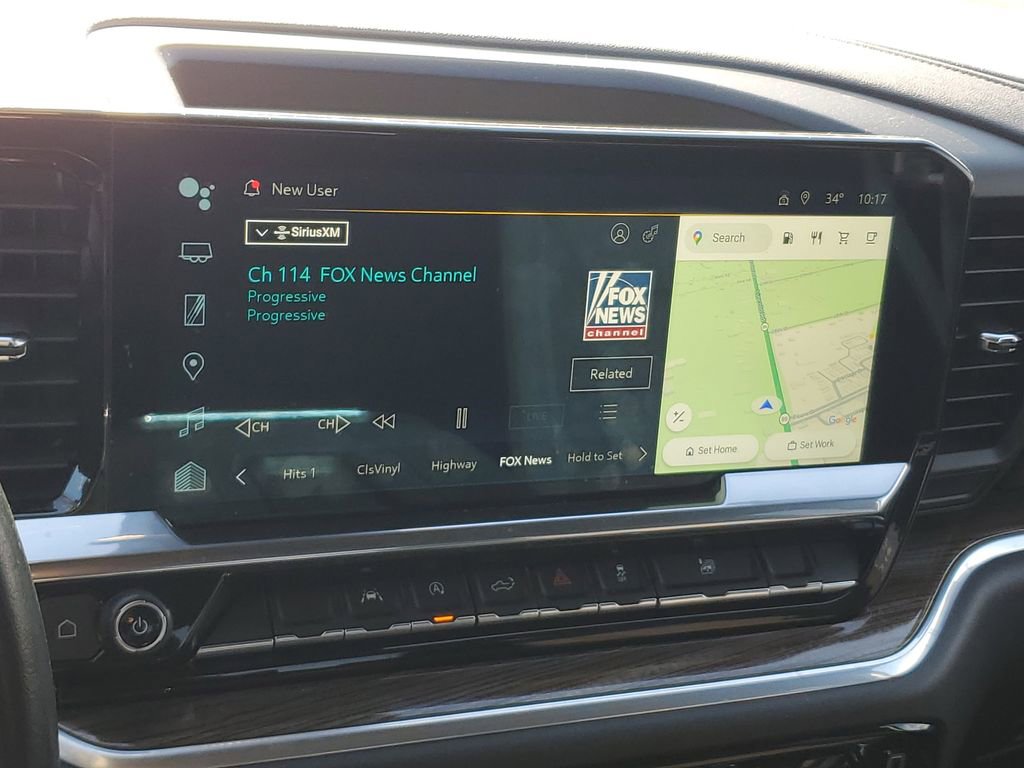 New User
34° 10:17
SiriusXM
Search
Ch 114 FOX News Channel
Progressive
Progressive
FOX
NEWS
channel
Related
CH
CH
LIVE
Google
Set Home
Set Work
Hits 1
ClsVinyl
Highway
FOX News
Hold to Set
A
OFF